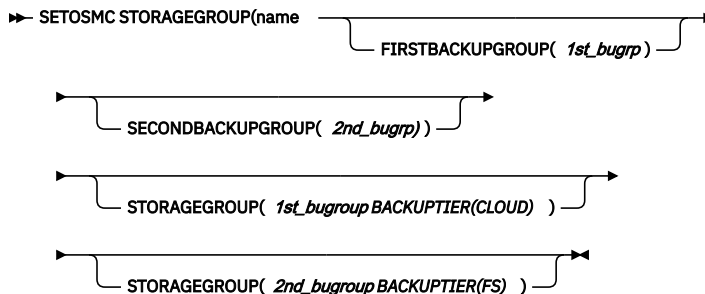 SETOSMC STORAGEGROUP(name
FIRSTBACKUPGROUP( 1st_bugrp )
SECONDBACKUPGROUP( 2nd_bugrp) )
STORAGEGROUP( 1st_bugroup BACKUPTIER(CLOUD) )
STORAGEGROUP( 2nd_bugroup BACKUPTIER(FS) )